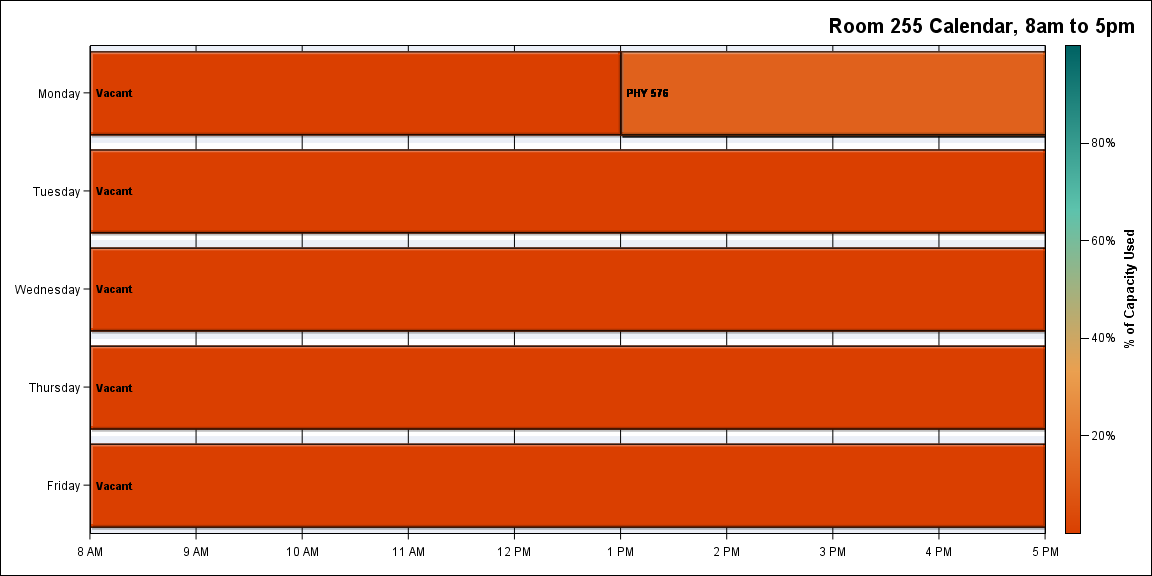 Room 255 Calendar, 8am to 5pm
Monday
Vacant
PHY 576
Tuesday
Vacant
Wednesday
Vacant
Thursday
Vacant
Friday
Vacant
8 AM 9 AM 10 AM 11 AM 12 PM 1 PM 2 PM 3 PM 4 PM 5 PM
80%
60%
40%
20%
% of Capacity Used